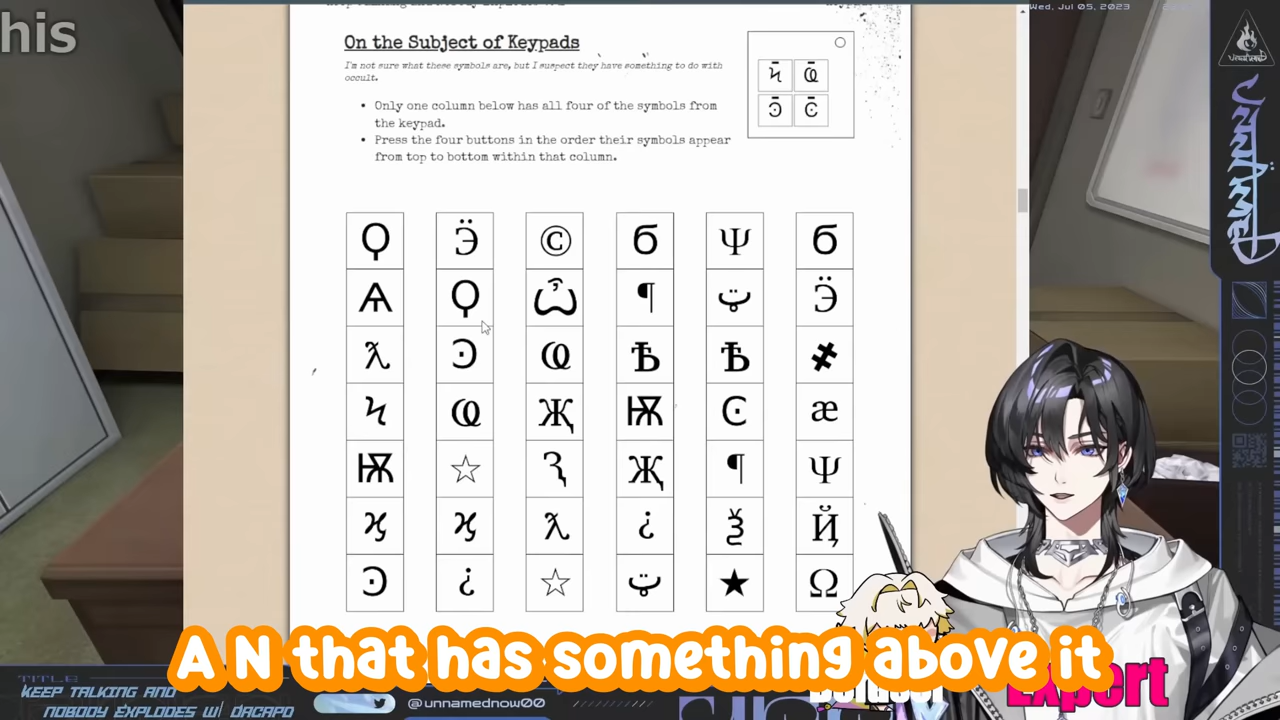 his
Wed, Jul 05, 2023
On the Subject of Keypads
I'm not sure what these symbols are, but I suspect they have something to do with
occult.
• Only one column below has all four of the symbols from
the keypad.
• Press the four buttons in the order their symbols appear
from top to bottom within that column.
Ϟ Ҩ
Ͽ Ͼ
Ϙ Ӭ © б Ψ б
Ѧ Ϙ Ѽ ¶ ټ Ӭ
ƛ Ͽ Ҩ Ѣ Ѣ ҂
Ϟ Ҩ Җ Ѭ Ͼ æ
Ѭ ☆ Ԇ Җ ¶ Ψ
ϗ ϗ ƛ ¿ Ѯ Ҋ
Ͽ ¿ ☆ ټ ★ Ω
UNNAMED
A N that has something above it
TITLE
KEEP TALKING AND
NOBODY EXPLODES W/ DACAPO
@unnamednow00
Expert